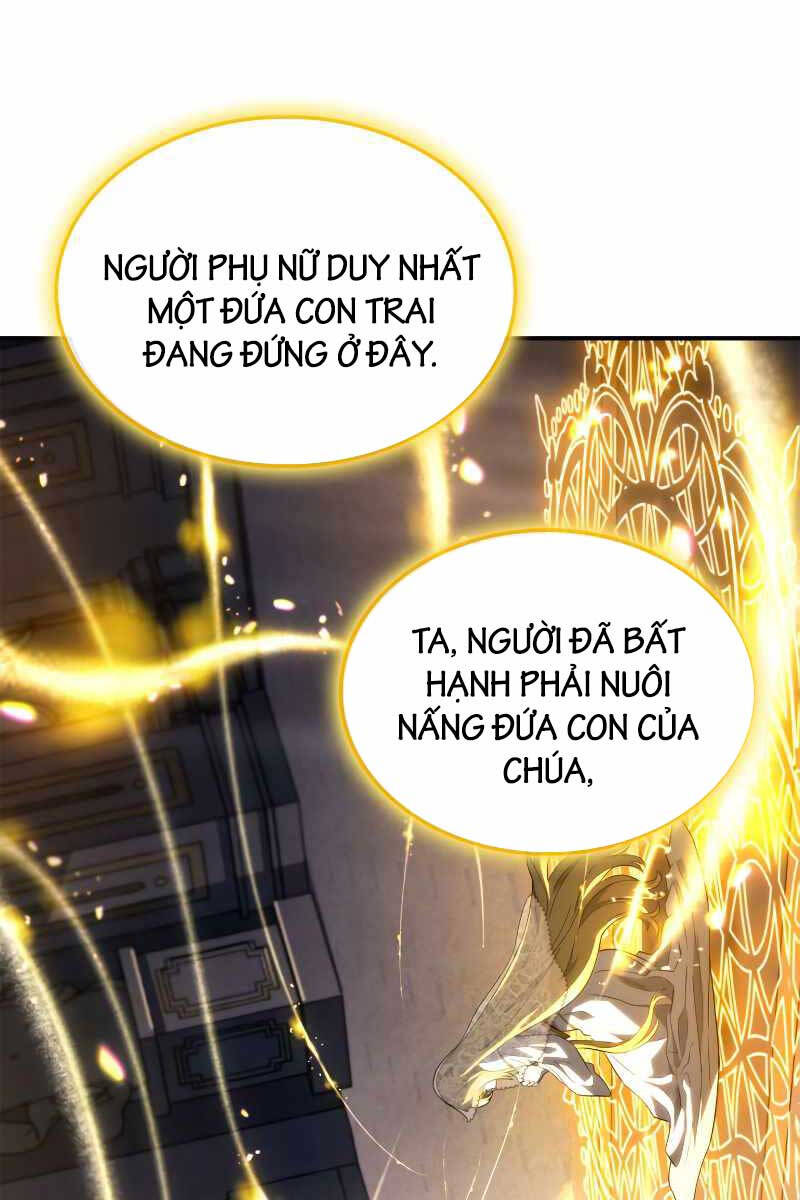 NGƯỜI PHỤ NỮ DUY NHẤT
MỘT ĐỨA CON TRAI
ĐANG ĐỨNG Ở ĐÂY.
TA, NGƯỜI ĐÃ BẤT
HẠNH PHẢI NUÔI
NẤNG ĐỨA CON CỦA
CHÚA,